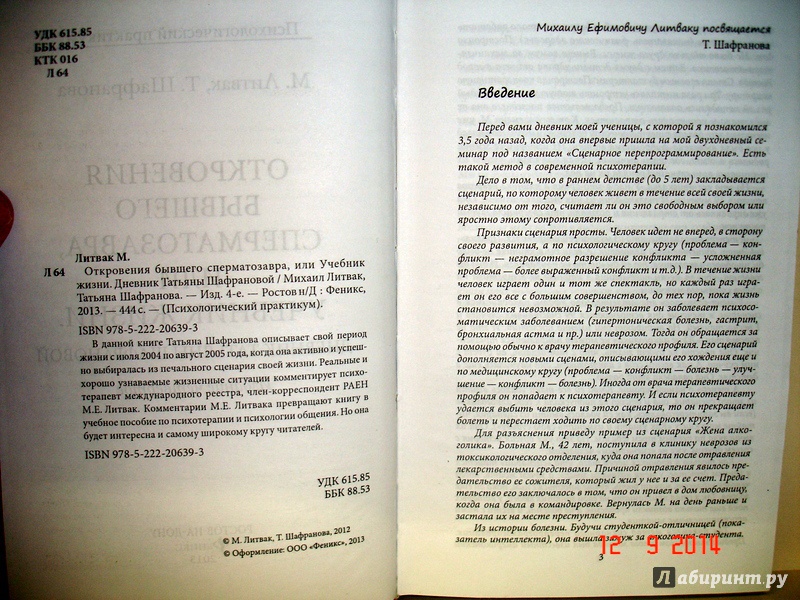 УДК 615.85
ББК 88.53
КТК 016
Л 64
Литвак М.
Л 64 Откровения бывшего сперматозавра, или Учебник
жизни. Дневник Татьяны Шафрановой / Михаил Литвак,
Татьяна Шафранова. — Изд. 4-е. — Ростов н/Д : Феникс,
2013. — 444 с. — (Психологический практикум).
ISBN 978-5-222-20639-3
В данной книге Татьяна Шафранова описывает свой период
жизни с июля 2004 по август 2005 года, когда она активно и успеш-
но выбиралась из печального сценария своей жизни. Реальные и
хорошо узнаваемые жизненные ситуации комментирует психо-
терапевт международного реестра, член-корреспондент РАЕН
М.Е. Литвак. Комментарии М.Е. Литвака превращают книгу в
учебное пособие по психотерапии и психологии общения. Но она
будет интересна и самому широкому кругу читателей.
ISBN 978-5-222-20639-3
УДК 615.85
ББК 88.53
© М. Литвак, Т. Шафранова, 2012
© Оформление: ООО «Феникс», 2013
Михаилу Ефимовичу Литваку посвящается
Т. Шафранова
Введение
Перед вами дневник моей ученицы, с которой я познакомился
3,5 года назад, когда она впервые пришла на мой двухдневный се-
минар под названием «Сценарное перепрограммирование». Есть
такой метод в современной психотерапии.
Дело в том, что в раннем детстве (до 5 лет) закладывается
сценарий, по которому человек живет в течение всей своей жизни,
независимо от того, считает ли он это свободным выбором или
яростно этому сопротивляется.
Признаки сценария просты. Человек идет не вперед, в сторону
своего развития, а по психологическому кругу (проблема — кон-
фликт — неграмотное разрешение конфликта — усложненная
проблема — более выраженный конфликт и т.д.). В течение жизни
человек играет один и тот же спектакль, но каждый раз игра-
ет он его все с большим совершенством, до тех пор, пока жизнь
становится невозможной. В результате он заболевает психосо-
матическим заболеванием (гипертоническая болезнь, гастрит,
бронхиальная астма и пр.) или неврозом. Тогда он обращается за
помощью обычно к врачу терапевтического профиля. Его сценарий
дополняется новыми сценами, описывающими его хождения еще и
по медицинскому кругу (проблема — конфликт — болезнь — улуч-
шение — конфликт — болезнь). Иногда от врача терапевтического
профиля он попадает к психотерапевту. И если психотерапевту
удается выбить человека из этого сценария, то он прекращает
болеть и перестает ходить по своему сценарному кругу.
Для разъяснения приведу пример из сценария «Жена алко-
голика». Больная М., 42 лет, поступила в клинику неврозов из
токсикологического отделения, куда она попала после отравления
лекарственными средствами. Причиной отравления явилось пре-
дательство ее сожителя, который жил у нее и за ее счет. Преда-
тельство его заключалось в том, что он привел в дом любовницу,
когда она была в командировке. Вернулась М. на день раньше и
застала их на месте преступления.
Из истории болезни. Будучи студенткой-отличницей (пока-
затель интеллекта), она вышла замуж за алкоголика-студента.
3
12 9 2014
Лабиринт.ру